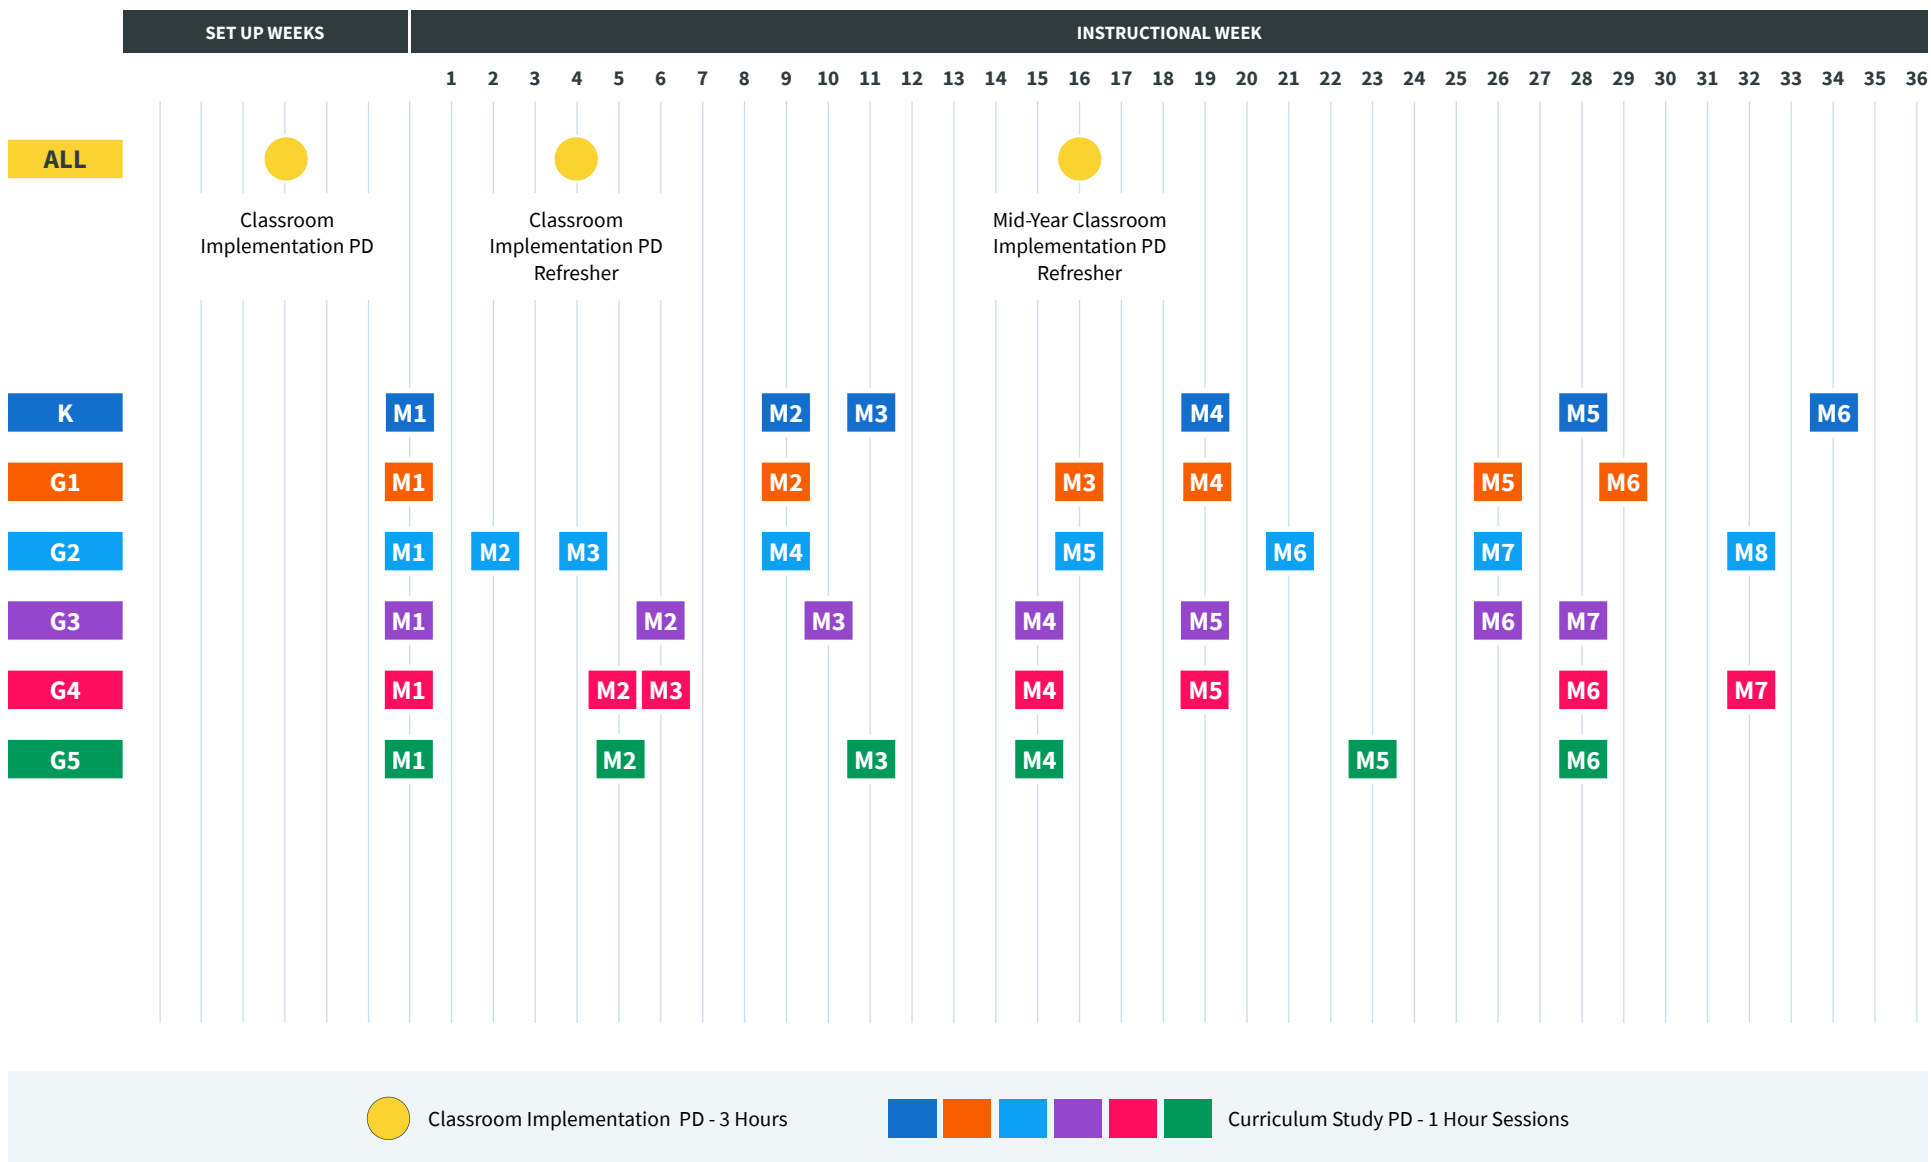 SET UP WEEKS INSTRUCTIONAL WEEK
1 2 3 4 5 6 7 8 9 10 11 12 13 14 15 16 17 18 19 20 21 22 23 24 25 26 27 28 29 30 31 32 33 34 35 36
ALL
Classroom
Implementation PD
Classroom
Implementation PD
Refresher
Mid-Year Classroom
Implementation PD
Refresher
K M1 M2 M3 M4 M5 M6
G1 M1 M2 M3 M4 M5 M6
G2 M1 M2 M3 M4 M5 M6 M7 M8
G3 M1 M2 M3 M4 M5 M6 M7
G4 M1 M2 M3 M4 M5 M6 M7
G5 M1 M2 M3 M4 M5 M6
Classroom Implementation PD - 3 Hours
Curriculum Study PD - 1 Hour Sessions